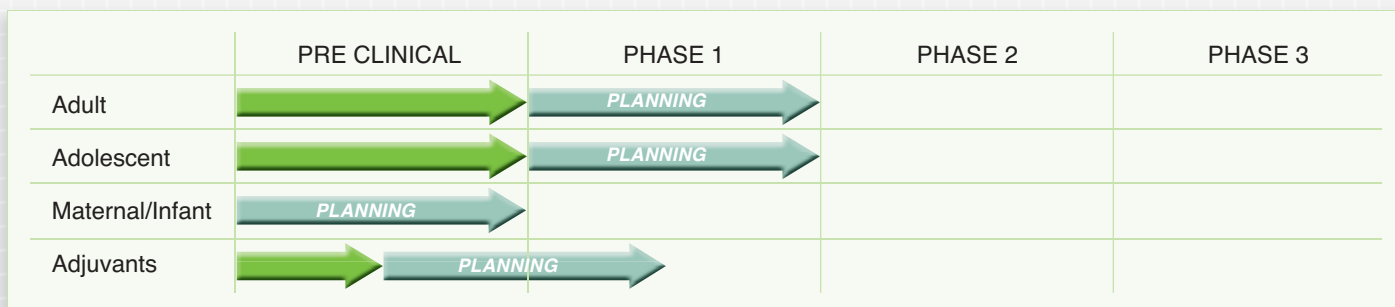 PRE CLINICAL PHASE 1 PHASE 2 PHASE 3
Adult PLANNING
Adolescent PLANNING
Maternal/Infant PLANNING
Adjuvants PLANNING